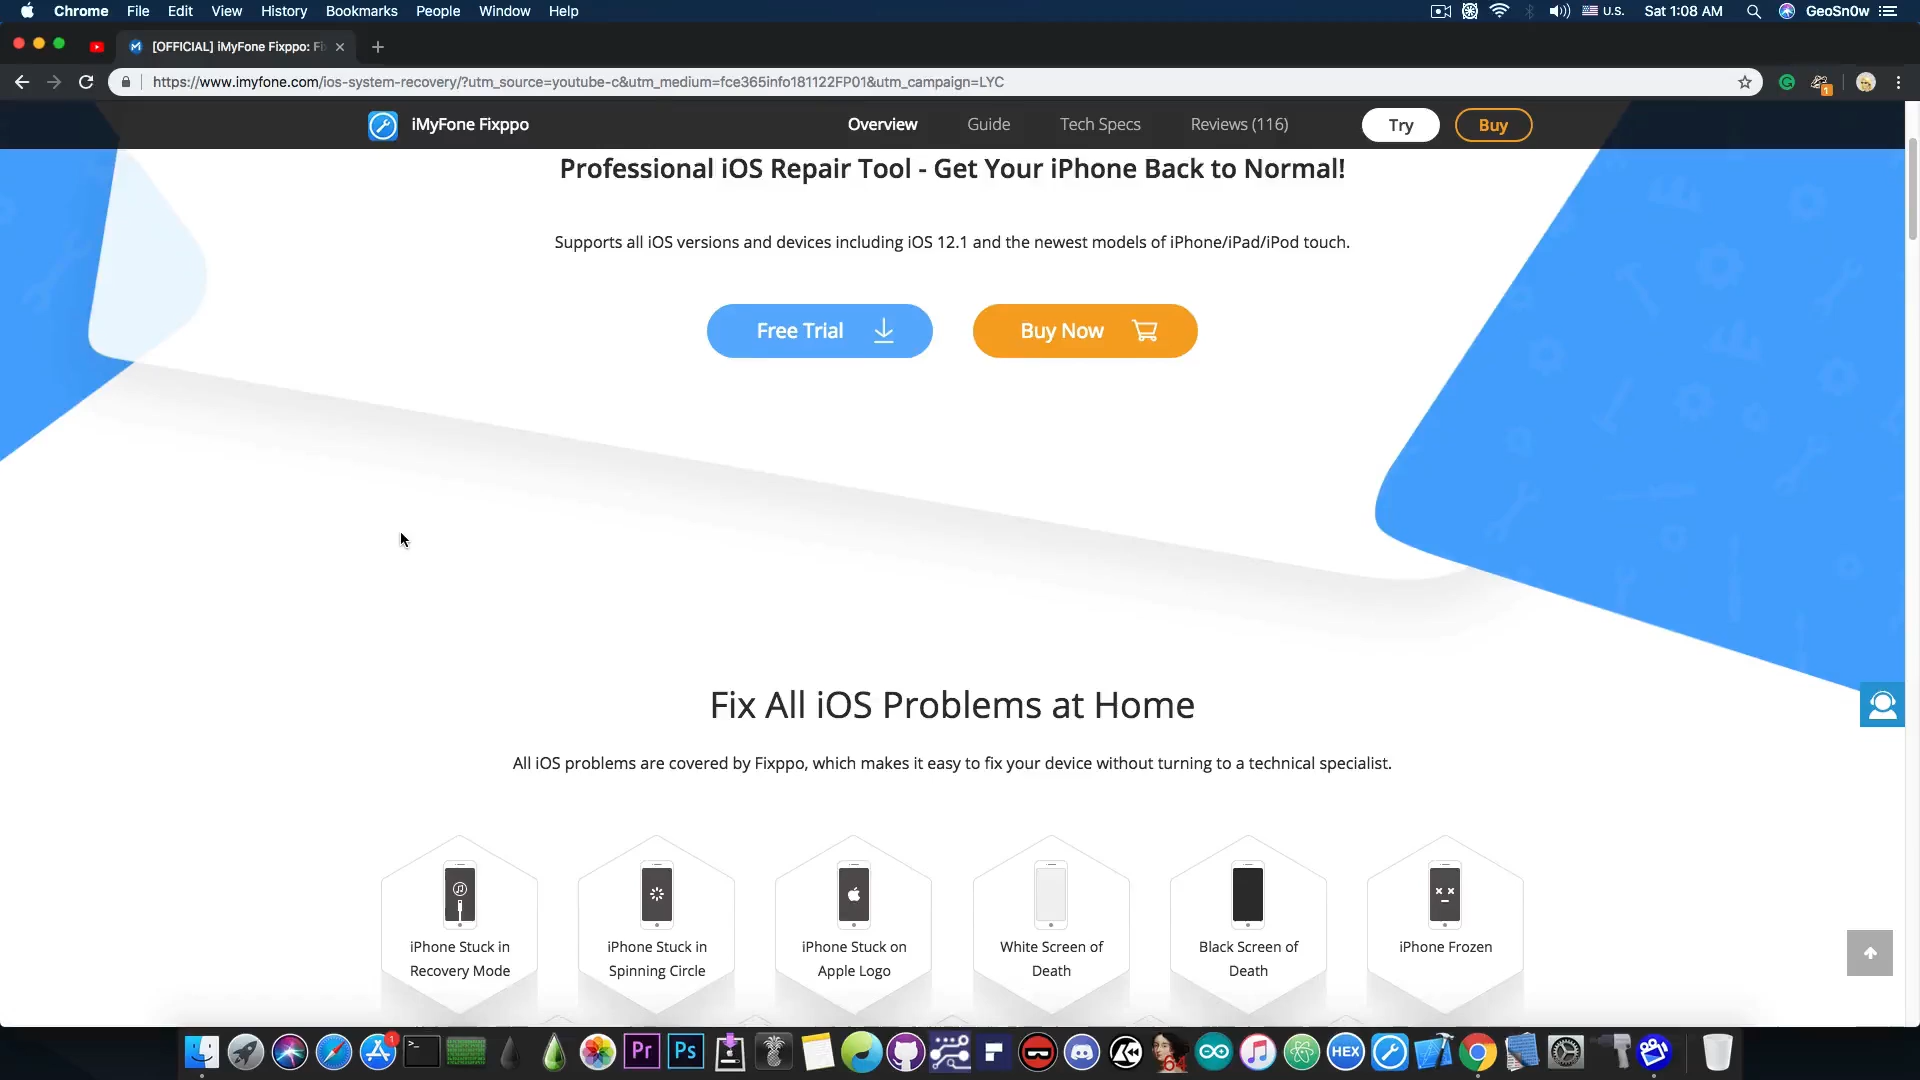 Chrome File Edit View History Bookmarks People Window Help U.S. Sat 1:08 AM GeoSn0w
[OFFICIAL] iMyFone Fixppo: Fi
https://www.imyfone.com/ios-system-recovery/?utm_source=youtube-c&utm_medium=fce365info181122FP01&utm_campaign=LYC
1
iMyFone Fixppo Overview Guide Tech Specs Reviews (116) Try Buy
Professional iOS Repair Tool - Get Your iPhone Back to Normal!
Supports all iOS versions and devices including iOS 12.1 and the newest models of iPhone/iPad/iPod touch.
Free Trial Buy Now
Fix All iOS Problems at Home
All iOS problems are covered by Fixppo, which makes it easy to fix your device without turning to a technical specialist.
iPhone Stuck in Recovery Mode
iPhone Stuck in Spinning Circle
iPhone Stuck on Apple Logo
White Screen of Death
Black Screen of Death
iPhone Frozen
1 Pr Ps 64 HEX